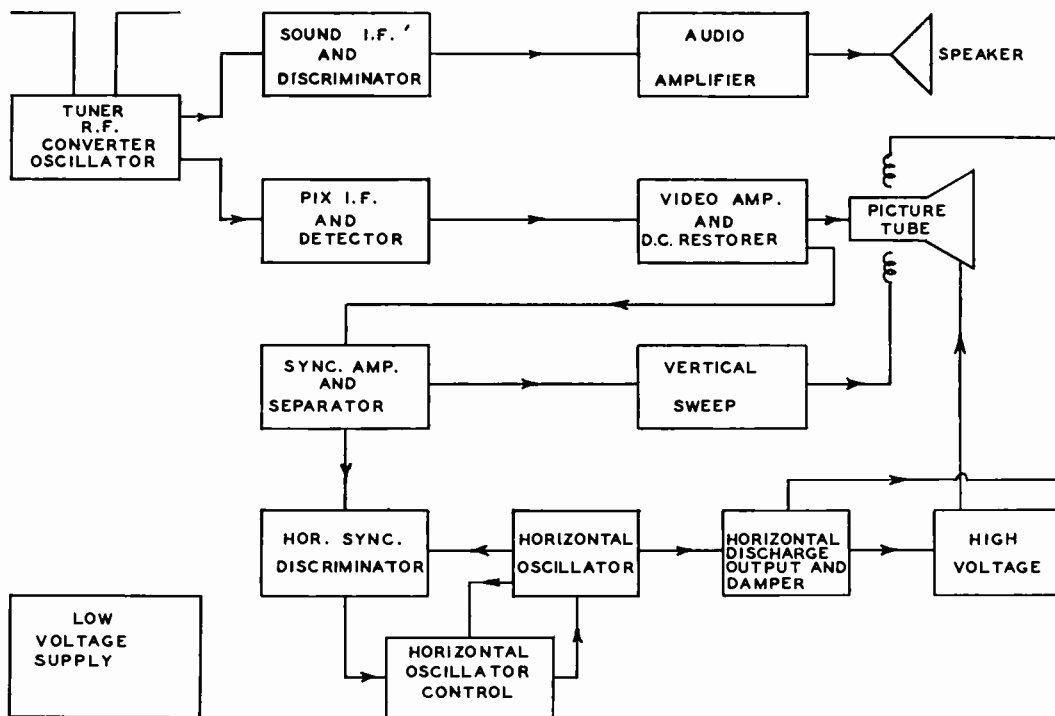 SOUND I.F.'
AND
DISCRIMINATOR
AUDIO
AMPLIFIER
SPEAKER
TUNER
R.F.
CONVERTER
OSCILLATOR
PIX I.F.
AND
DETECTOR
VIDEO AMP.
AND
D.C. RESTORER
PICTURE
TUBE
SYNC. AMP.
AND
SEPARATOR
VERTICAL
SWEEP
HOR. SYNC.
DISCRIMINATOR
HORIZONTAL
OSCILLATOR
HORIZONTAL
DISCHARGE
OUTPUT AND
DAMPER
HIGH
VOLTAGE
LOW
VOLTAGE
SUPPLY
HORIZONTAL
OSCILLATOR
CONTROL